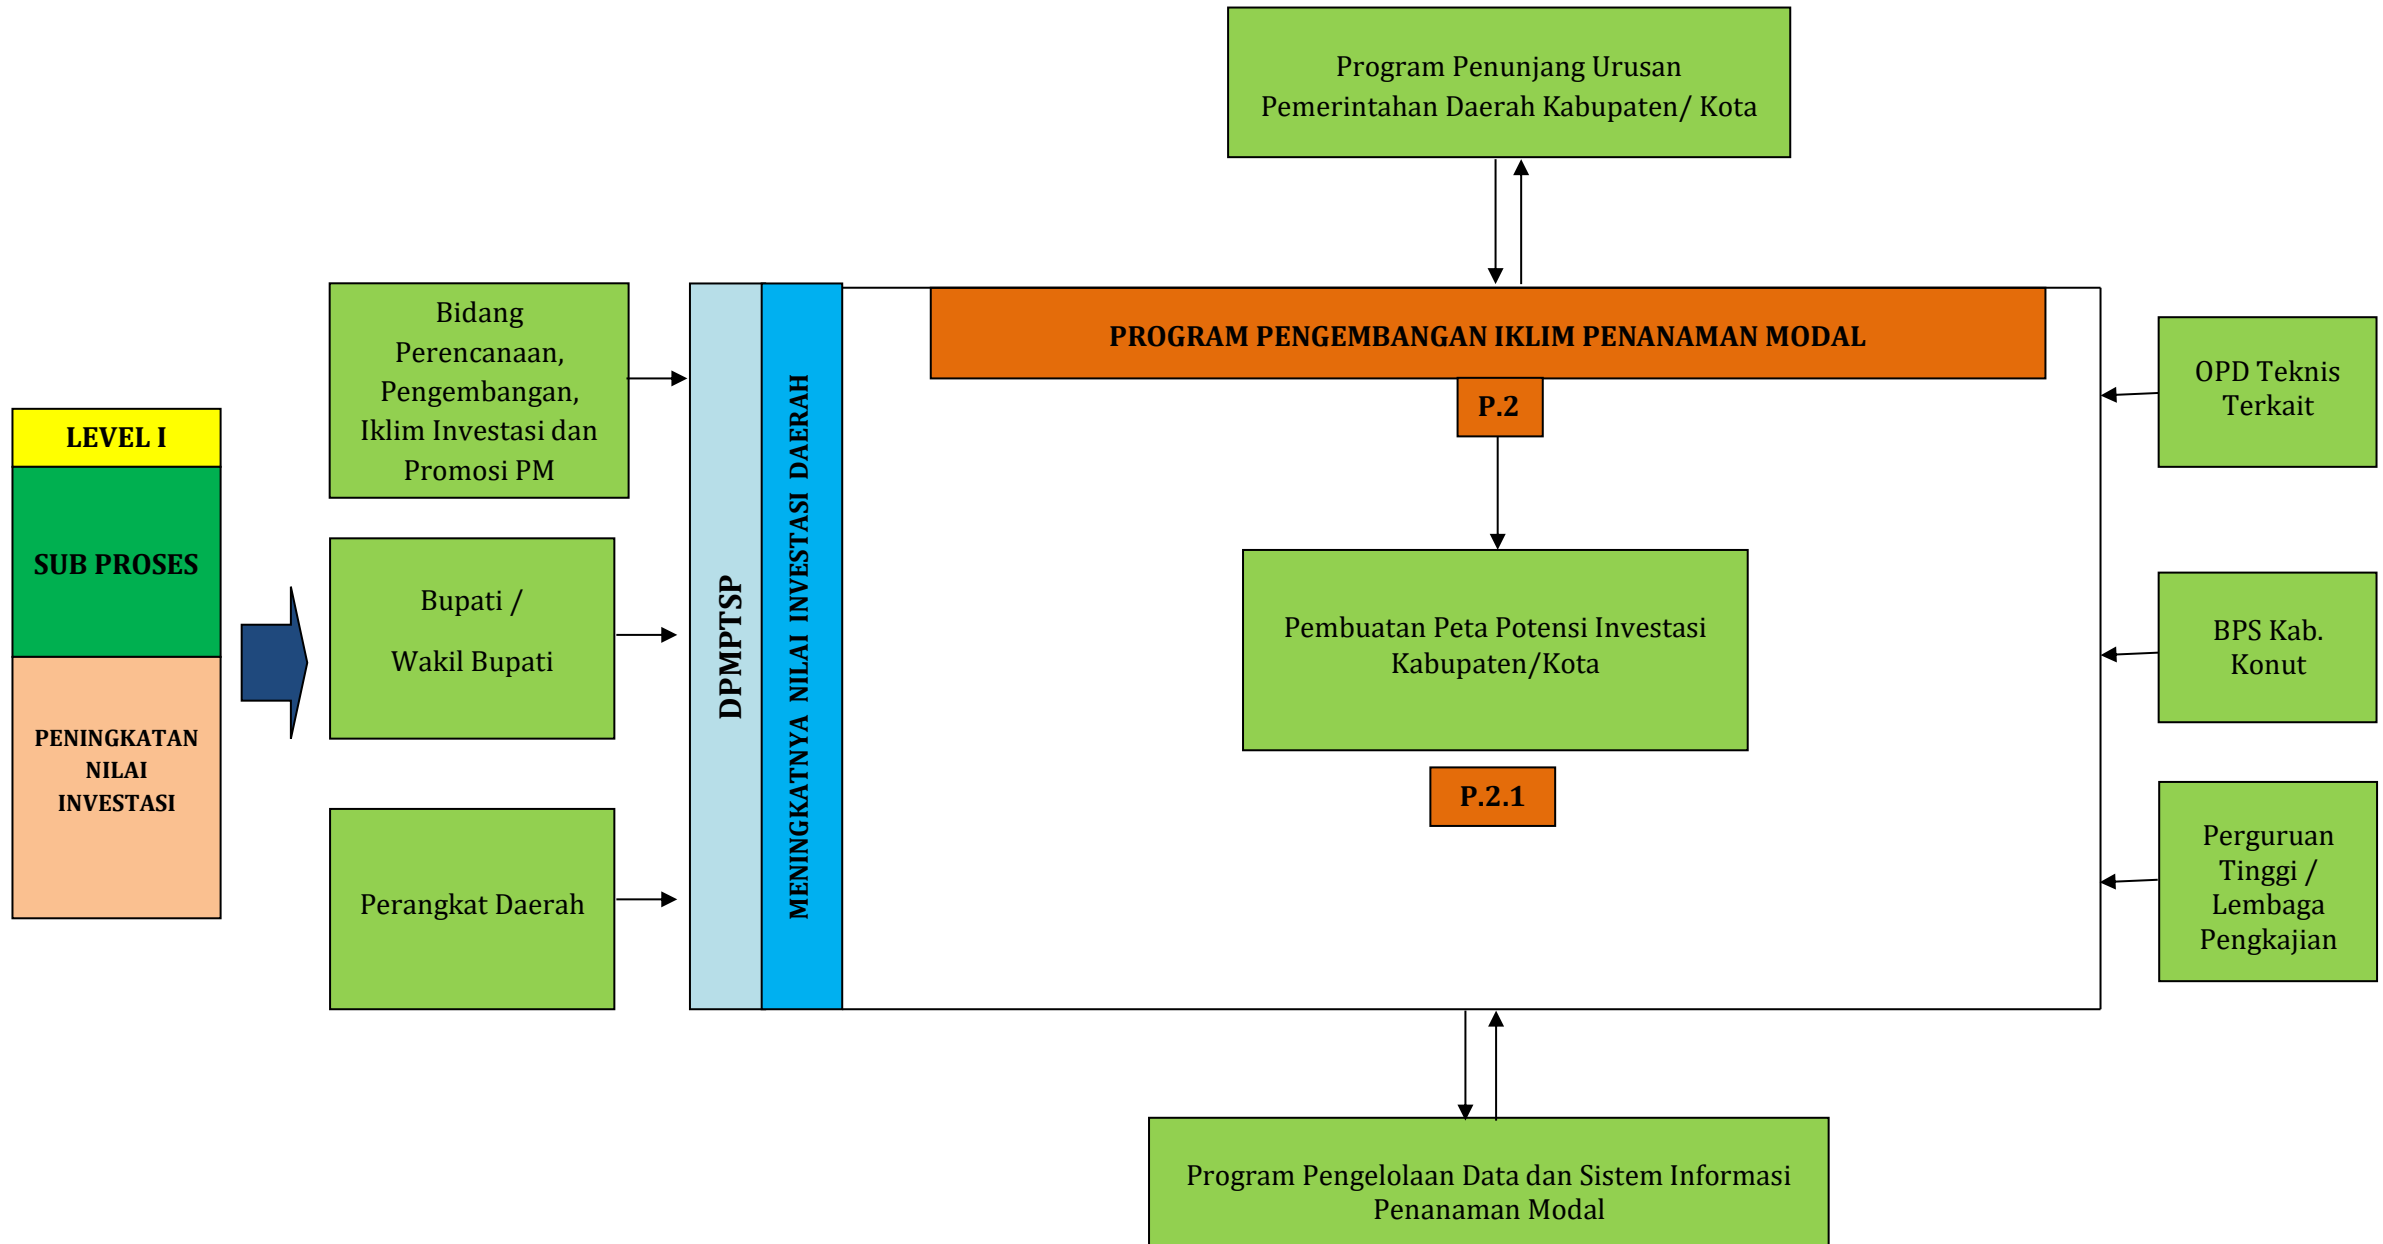 Program Penunjang Urusan
Pemerintahan Daerah Kabupaten/ Kota
LEVEL I
SUB PROSES
PENINGKATAN
NILAI
INVESTASI
Bidang
Perencanaan,
Pengembangan,
Iklim Investasi dan
Promosi PM
Bupati /
Wakil Bupati
Perangkat Daerah
DPMPTSP
MENINGKATNYA NILAI INVESTASI DAERAH
PROGRAM PENGEMBANGAN IKLIM PENANAMAN MODAL
P.2
Pembuatan Peta Potensi Investasi
Kabupaten/Kota
P.2.1
OPD Teknis
Terkait
BPS Kab.
Konut
Perguruan
Tinggi /
Lembaga
Pengkajian
Program Pengelolaan Data dan Sistem Informasi
Penanaman Modal